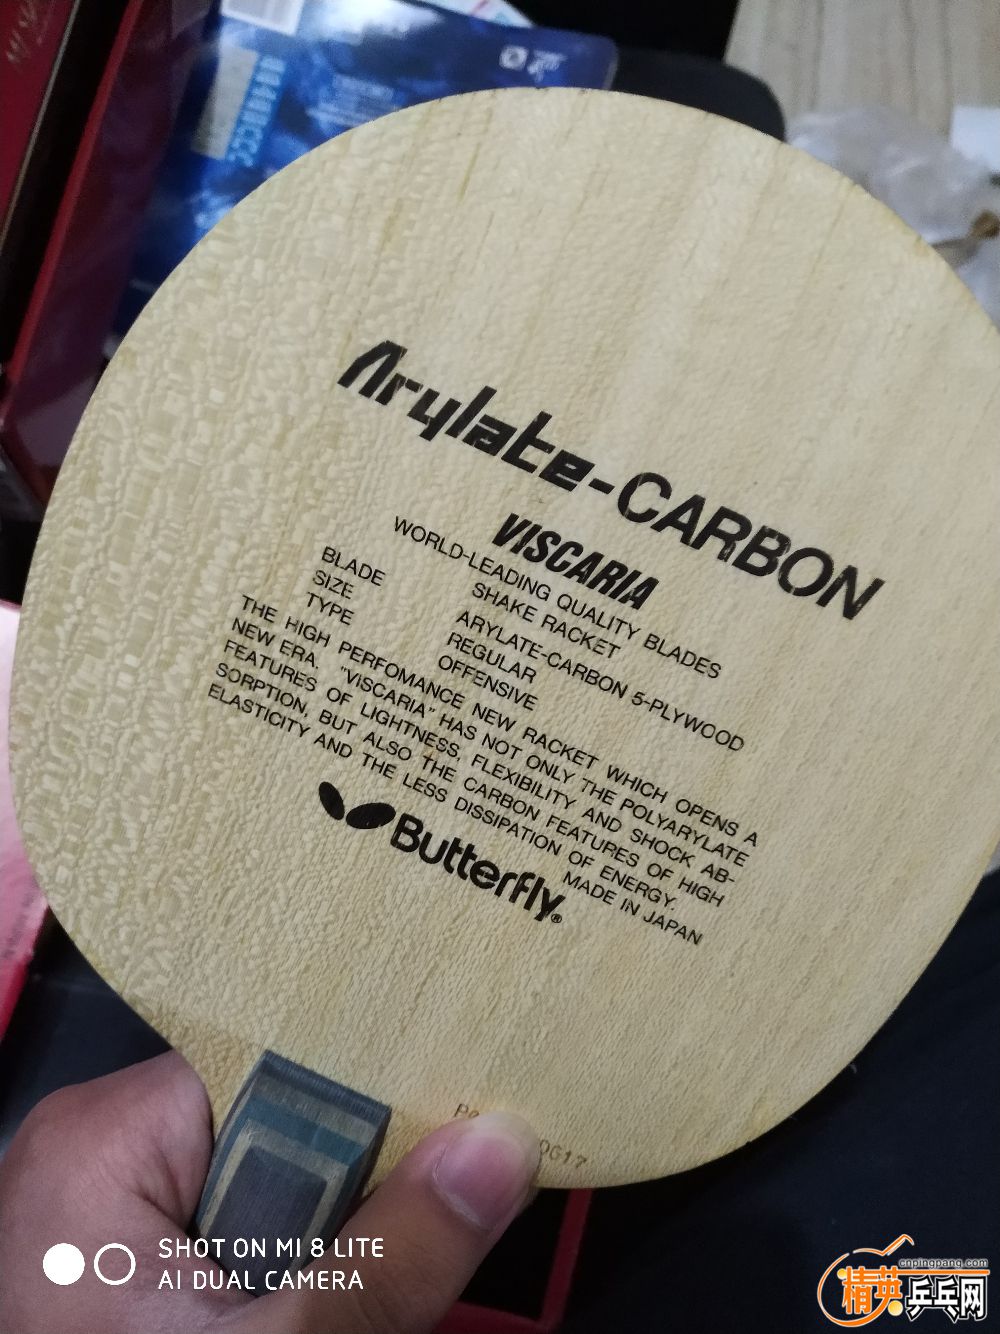 Arylate-CARBON
VISCARIA
WORLD-LEADING QUALITY BLADES
SHAKE RACKET
BLADE ARYLATE-CARBON 5-PLYWOOD
SIZE REGULAR
TYPE OFFENSIVE
THE HIGH PERFOMANCE NEW RACKET WHICH OPENS A
NEW ERA. "VISCARIA" HAS NOT ONLY THE POLYARYLATE
FEATURES OF LIGHTNESS, FLEXIBILITY AND SHOCK AB-
SORPTION, BUT ALSO THE CARBON FEATURES OF HIGH
ELASTICITY AND THE LESS DISSIPATION OF ENERGY.
MADE IN JAPAN
Butterfly®
SHOT ON MI 8 LITE
AI DUAL CAMERA
cnpingpang.com
精英乒乓网